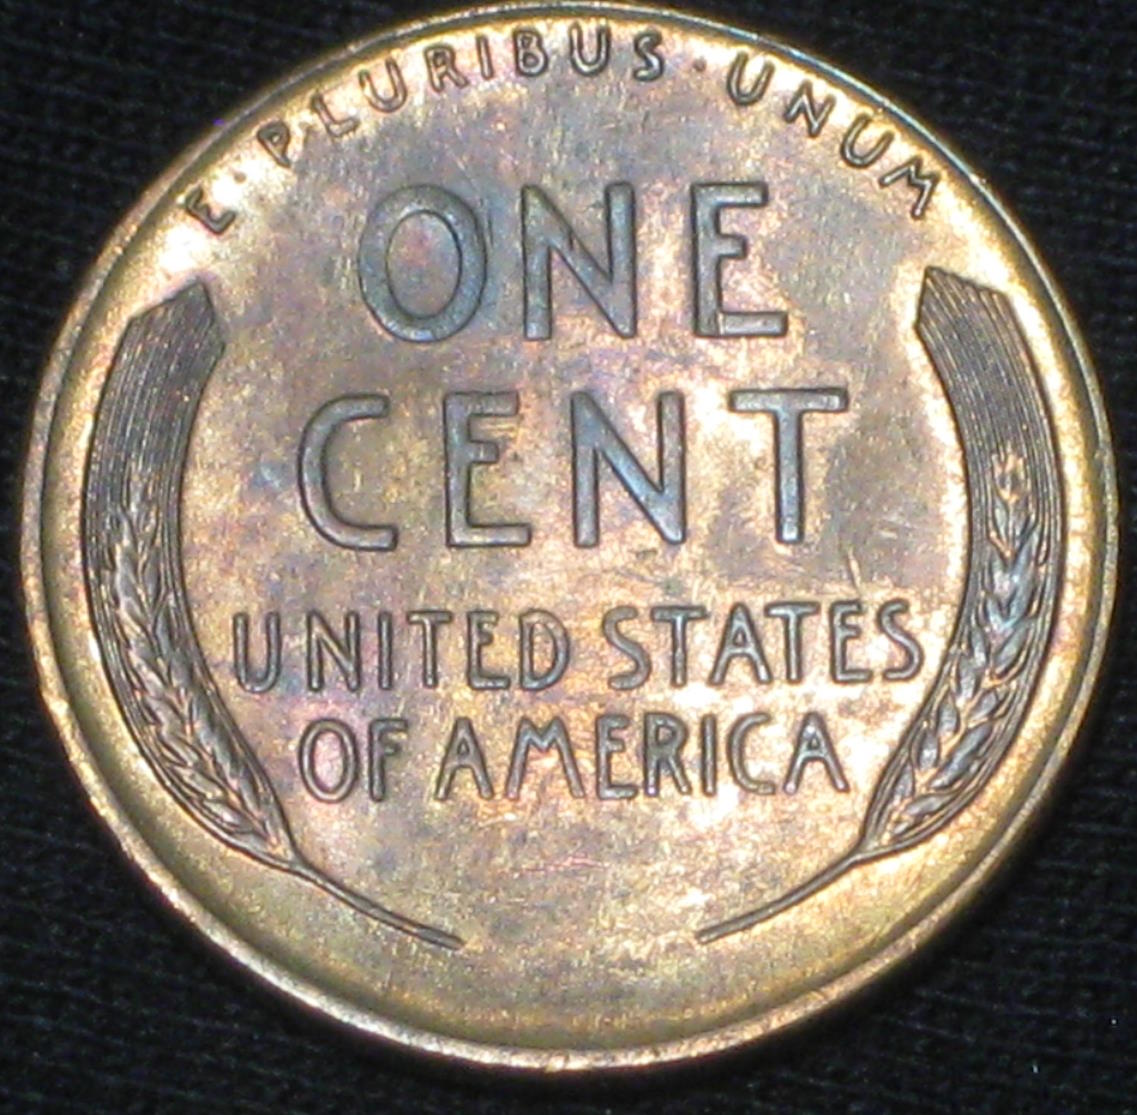 E·PLURIBUS·UNUM
ONE
CENT
UNITED STATES
OF AMERICA